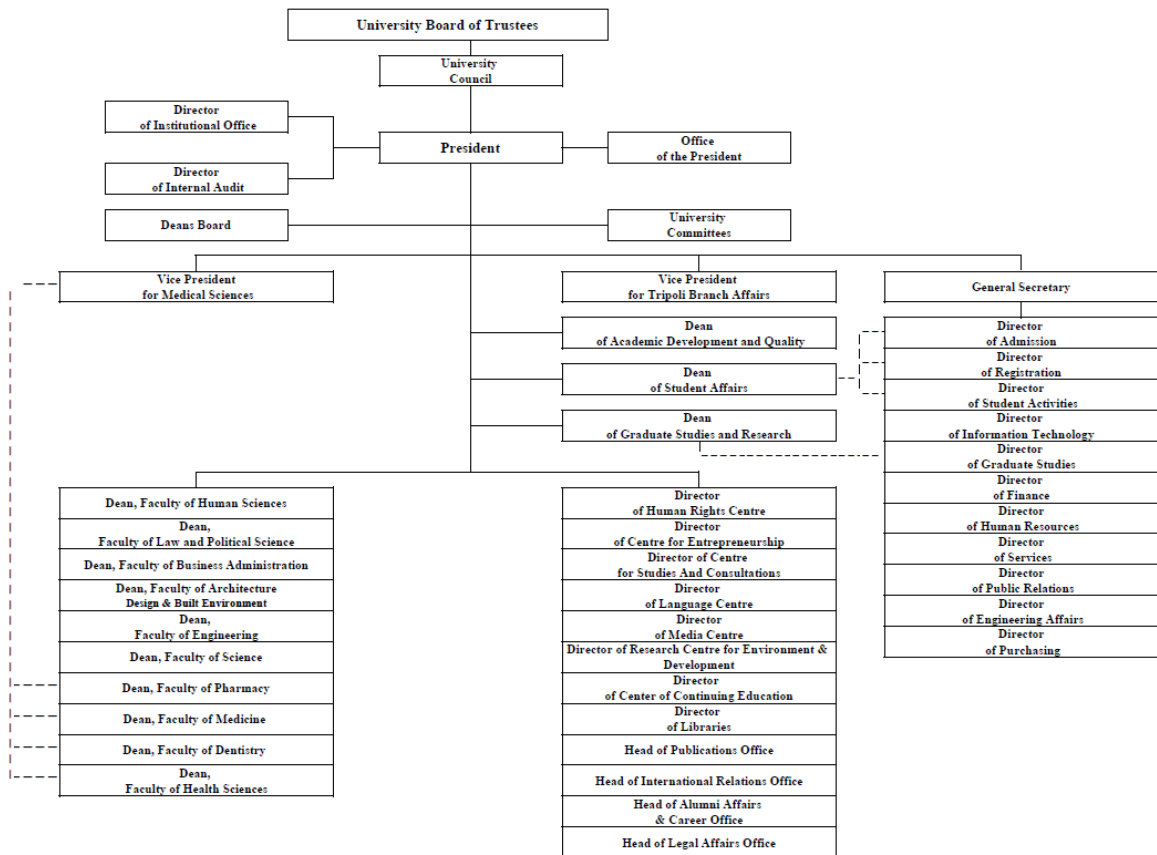 University Board of Trustees
University
Council
Director
of Institutional Office
President
Office
of the President
Director
of Internal Audit
Deans Board
University
Committees
Vice President
for Medical Sciences
Vice President
for Tripoli Branch Affairs
General Secretary
Dean
of Academic Development and Quality
Dean
of Student Affairs
Dean
of Graduate Studies and Research
Director
of Admission
Director
of Registration
Director
of Student Activities
Director
of Information Technology
Director
of Graduate Studies
Director
of Finance
Director
of Human Resources
Director
of Services
Director
of Public Relations
Director
of Engineering Affairs
Director
of Purchasing
Dean, Faculty of Human Sciences
Dean,
Faculty of Law and Political Science
Dean, Faculty of Business Administration
Dean, Faculty of Architecture
Design & Built Environment
Dean,
Faculty of Engineering
Dean, Faculty of Science
Dean, Faculty of Pharmacy
Dean, Faculty of Medicine
Dean, Faculty of Dentistry
Dean,
Faculty of Health Sciences
Director
of Human Rights Centre
Director
of Centre for Entrepreneurship
Director of Centre
for Studies And Consultations
Director
of Language Centre
Director
of Media Centre
Director of Research Centre for Environment &
Development
Director
of Center of Continuing Education
Director
of Libraries
Head of Publications Office
Head of International Relations Office
Head of Alumni Affairs
& Career Office
Head of Legal Affairs Office